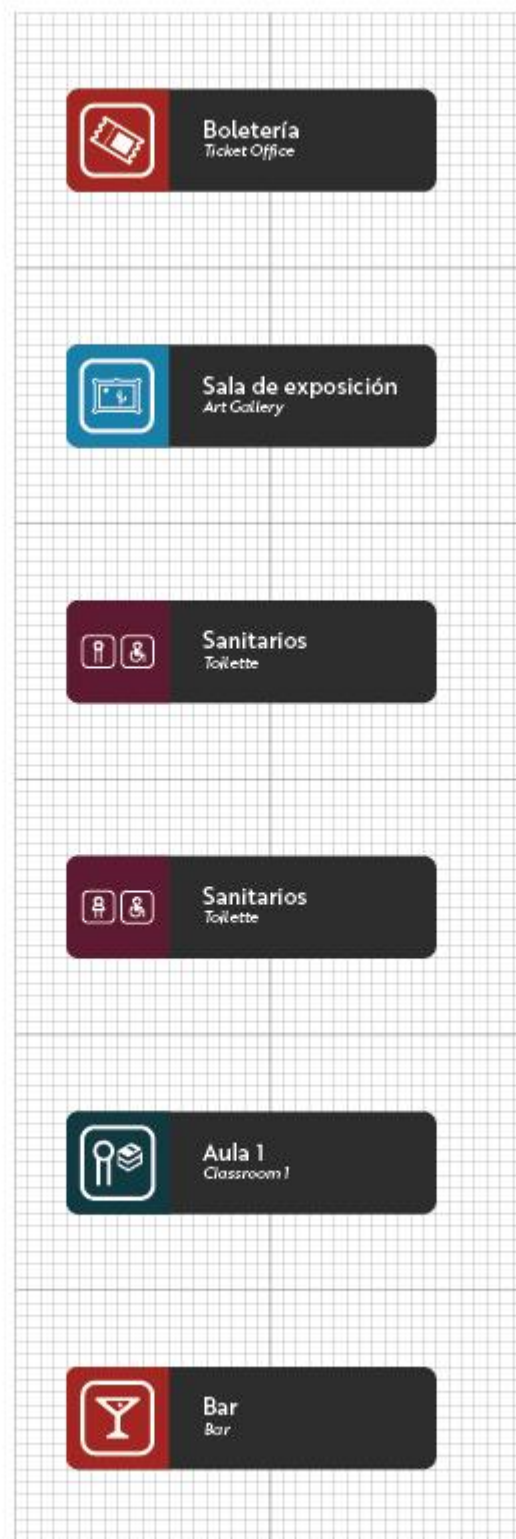 Boletería
Ticket Office
Sala de exposición
Art Gallery
Sanitarios
Toilette
Sanitarios
Toilette
Aula 1
Classroom 1
Bar
Bar